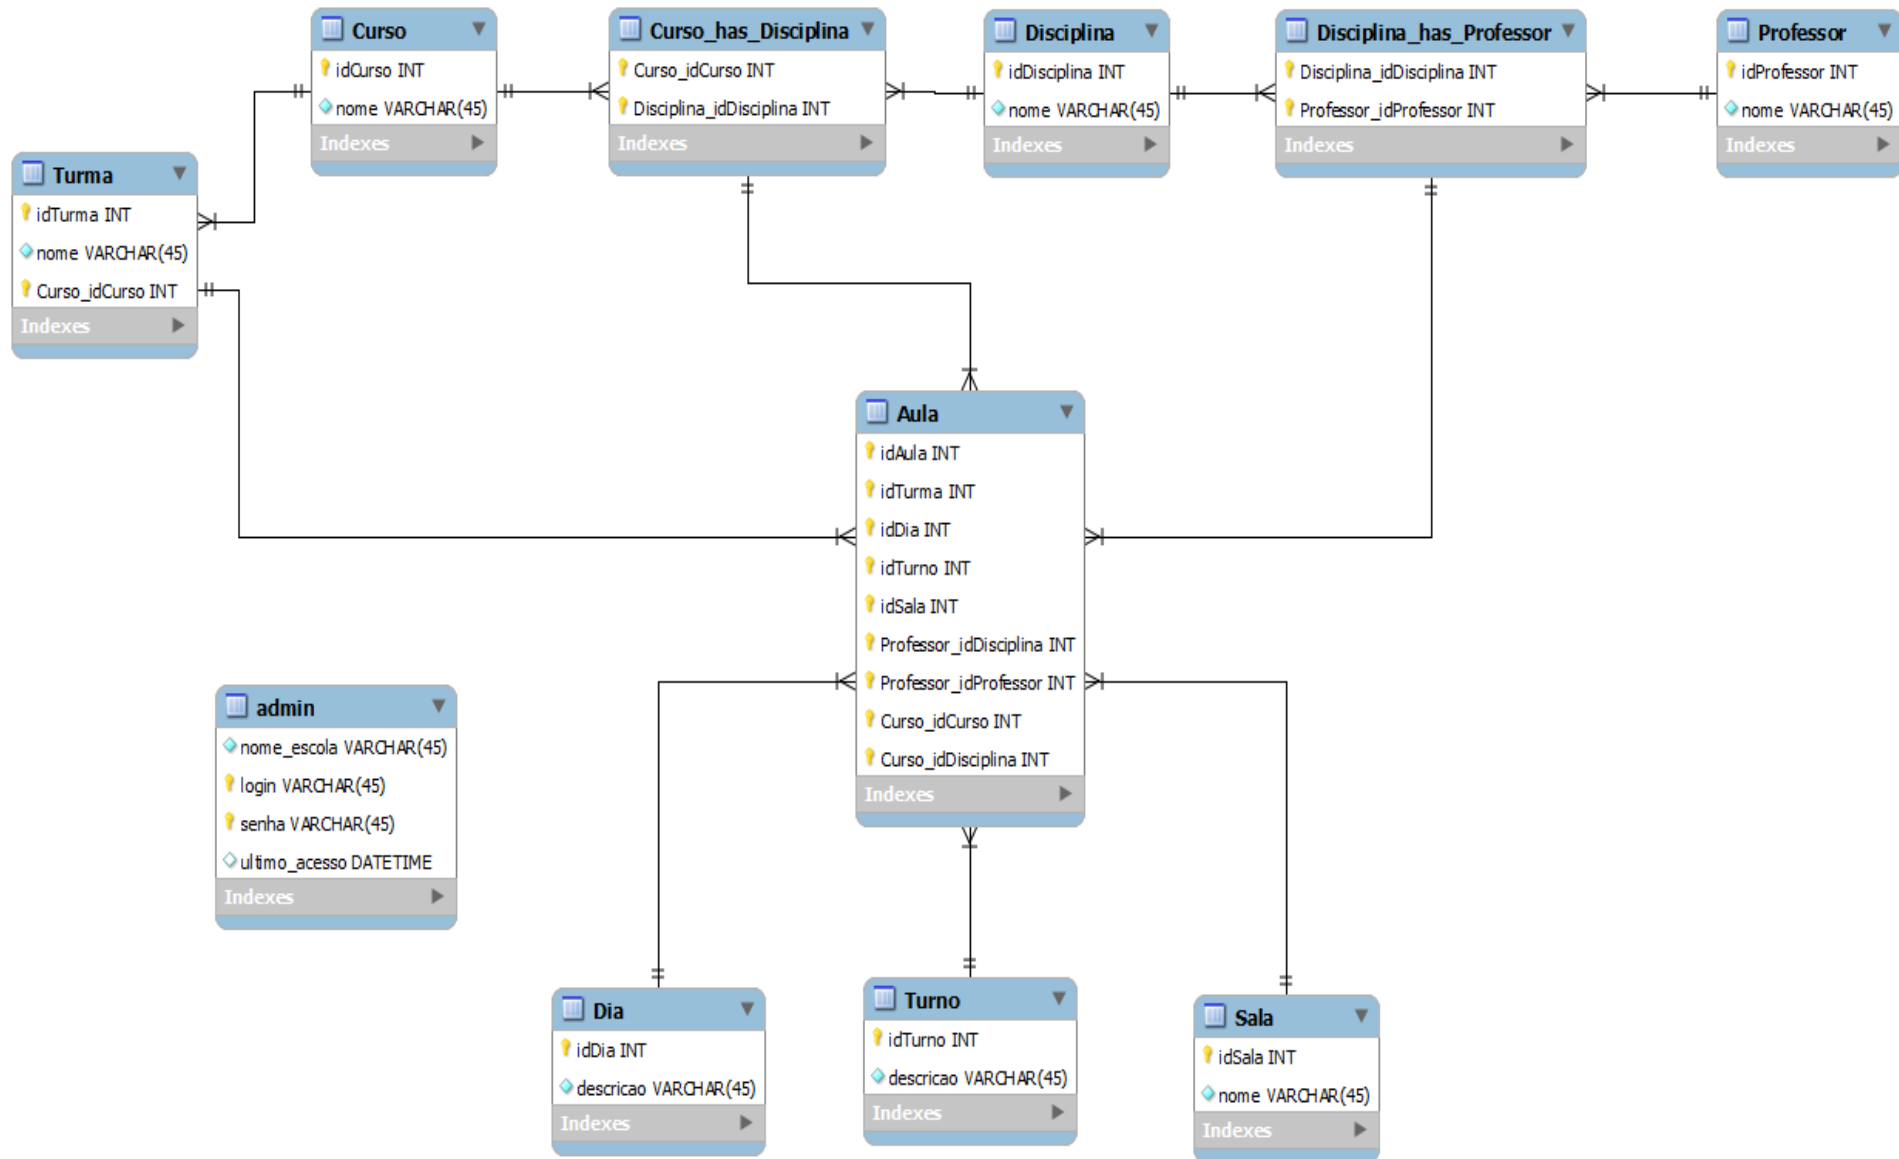 Curso
idCurso INT
nome VARCHAR(45)
Indexes
Curso_has_Disciplina
Curso_idCurso INT
Disciplina_idDisciplina INT
Indexes
Disciplina
idDisciplina INT
nome VARCHAR(45)
Indexes
Disciplina_has_Professor
Disciplina_idDisciplina INT
Professor_idProfessor INT
Indexes
Professor
idProfessor INT
nome VARCHAR(45)
Indexes
Turma
idTurma INT
nome VARCHAR(45)
Curso_idCurso INT
Indexes
Aula
idAula INT
idTurma INT
idDia INT
idTurno INT
idSala INT
Professor_idDisciplina INT
Professor_idProfessor INT
Curso_idCurso INT
Curso_idDisciplina INT
Indexes
admin
nome_escola VARCHAR(45)
login VARCHAR(45)
senha VARCHAR(45)
ultimo_acesso DATETIME
Indexes
Dia
idDia INT
descricao VARCHAR(45)
Indexes
Turno
idTurno INT
descricao VARCHAR(45)
Indexes
Sala
idSala INT
nome VARCHAR(45)
Indexes